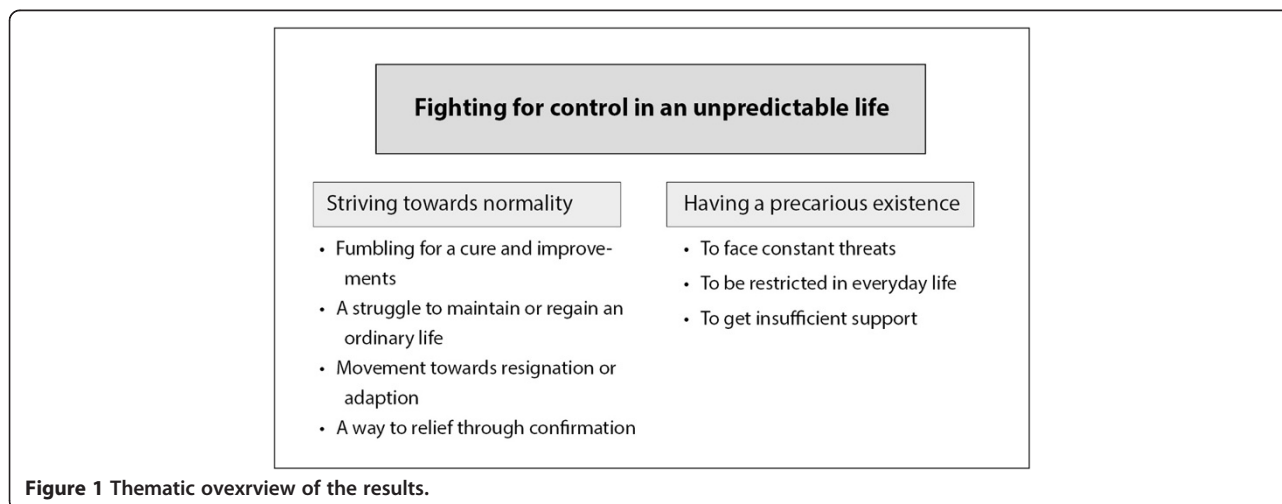 Fighting for control in an unpredictable life
Striving towards normality
• Fumbling for a cure and improve-
ments
• A struggle to maintain or regain an
ordinary life
• Movement towards resignation or
adaption
• A way to relief through confirmation
Having a precarious existence
• To face constant threats
• To be restricted in everyday life
• To get insufficient support
Figure 1 Thematic ovexrview of the results.